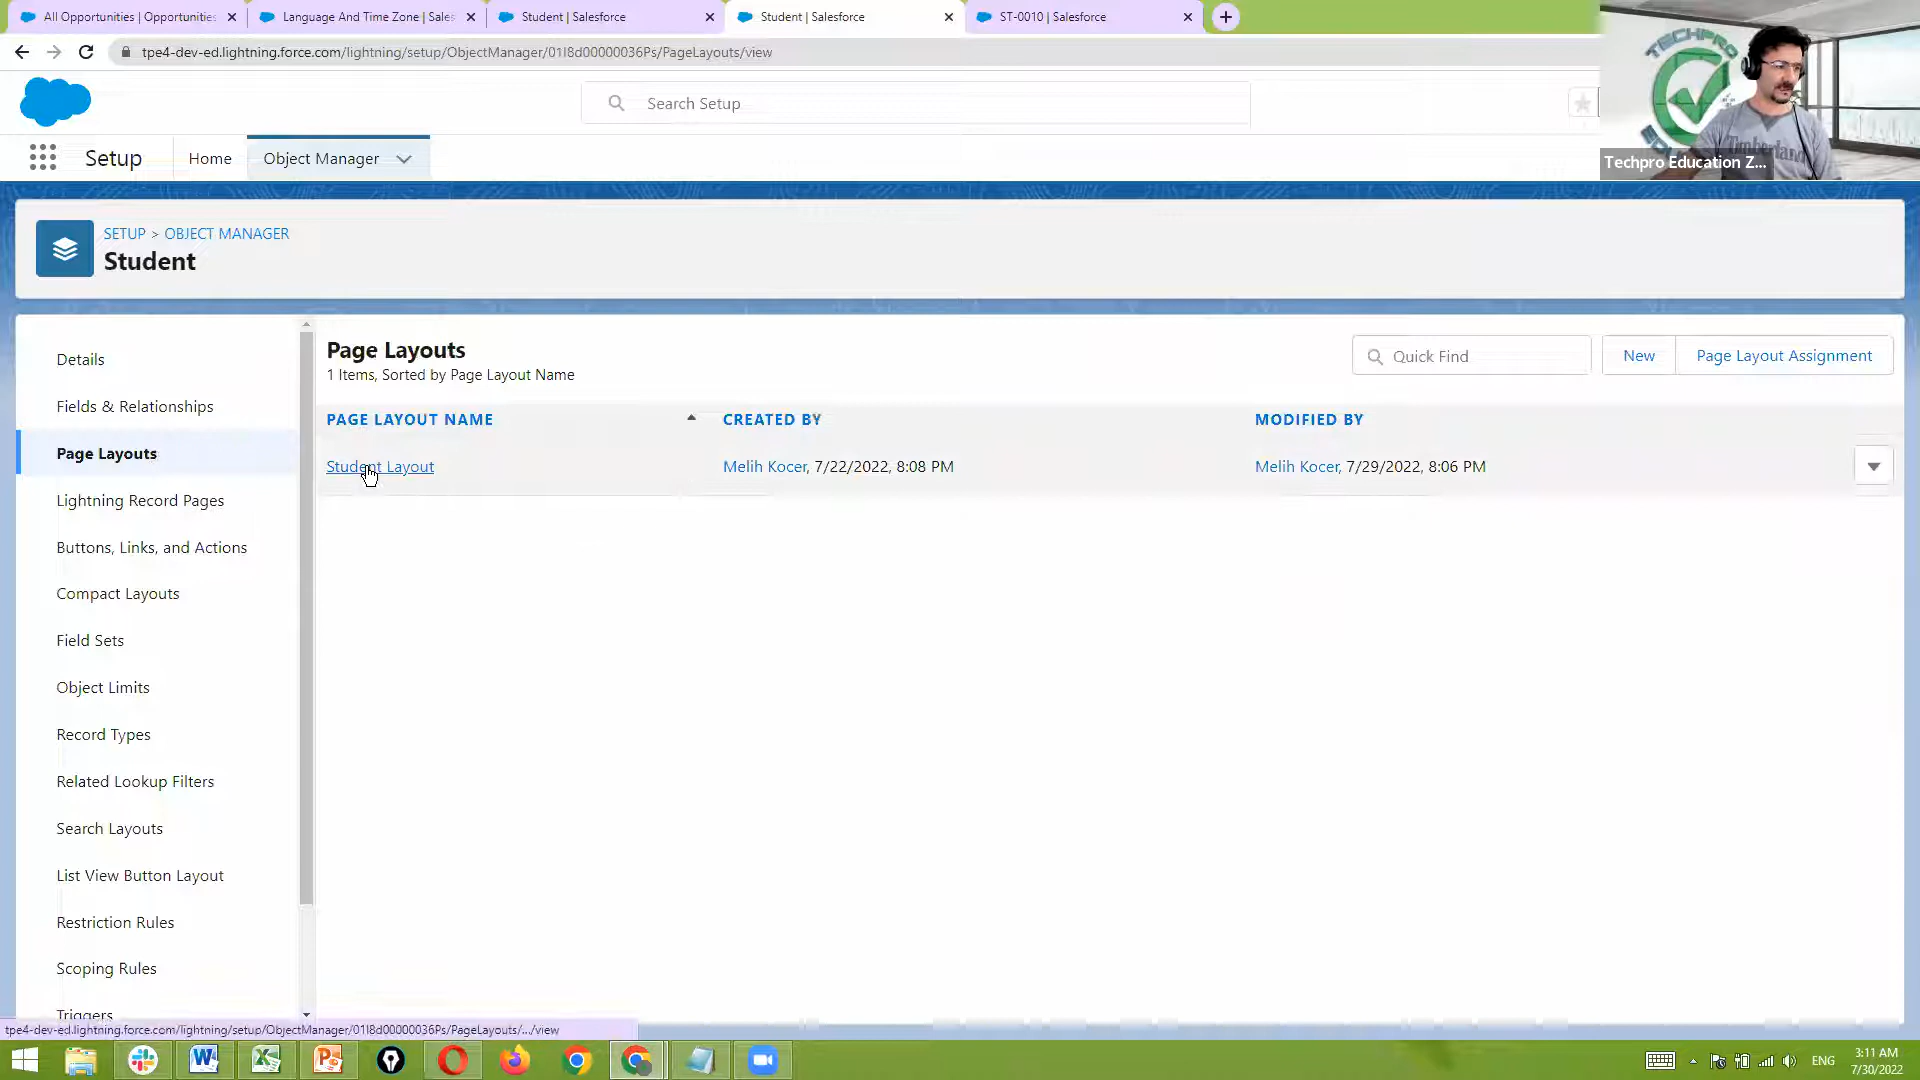 All Opportunities | Opportunities
Language And Time Zone | Sales
Student | Salesforce
Student | Salesforce
ST-0010 | Salesforce
tpe4-dev-ed.lightning.force.com/lightning/setup/ObjectManager/01I8d00000036Ps/PageLayouts/view
Search Setup
TECHPRO
Timberland
Techpro Education Z...
Setup
Home
Object Manager
SETUP > OBJECT MANAGER
Student
Details
Fields & Relationships
Page Layouts
Lightning Record Pages
Buttons, Links, and Actions
Compact Layouts
Field Sets
Object Limits
Record Types
Related Lookup Filters
Search Layouts
List View Button Layout
Restriction Rules
Scoping Rules
Triggers
Page Layouts
1 Items, Sorted by Page Layout Name
Quick Find
New
Page Layout Assignment
PAGE LAYOUT NAME
CREATED BY
MODIFIED BY
Student Layout
Melih Kocer, 7/22/2022, 8:08 PM
Melih Kocer, 7/29/2022, 8:06 PM
tpe4-dev-ed.lightning.force.com/lightning/setup/ObjectManager/01I8d00000036Ps/PageLayouts/.../view
ENG
3:11 AM
7/30/2022